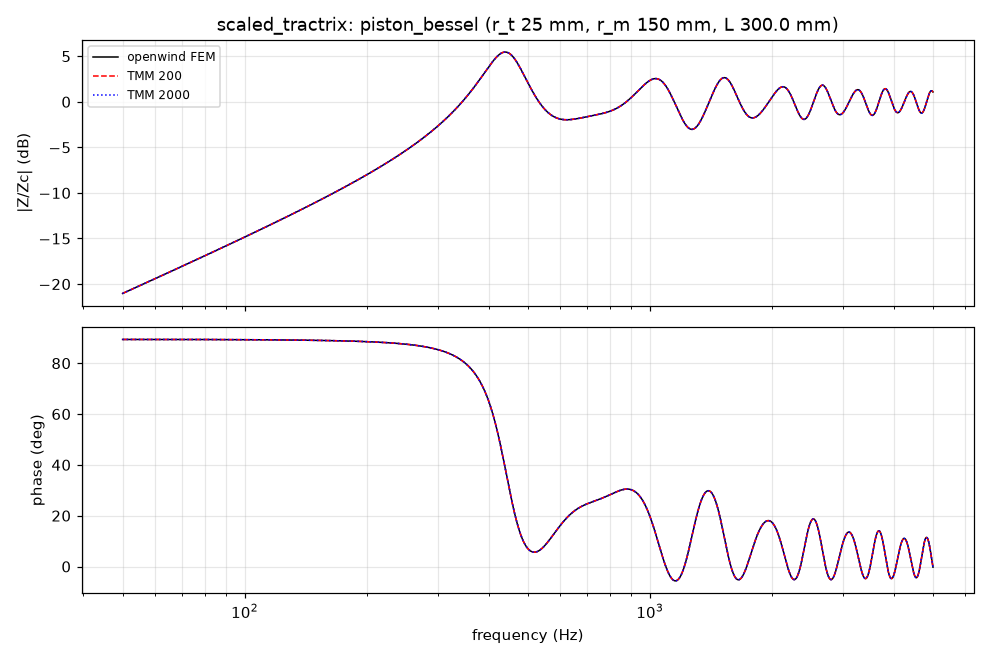 scaled_tractrix: piston_bessel (r_t 25 mm, r_m 150 mm, L 300.0 mm)
openwind FEM
TMM 200
TMM 2000
5
0
−5
−10
−15
−20
|Z/Zc| (dB)
80
60
40
20
0
phase (deg)
10²
10³
frequency (Hz)